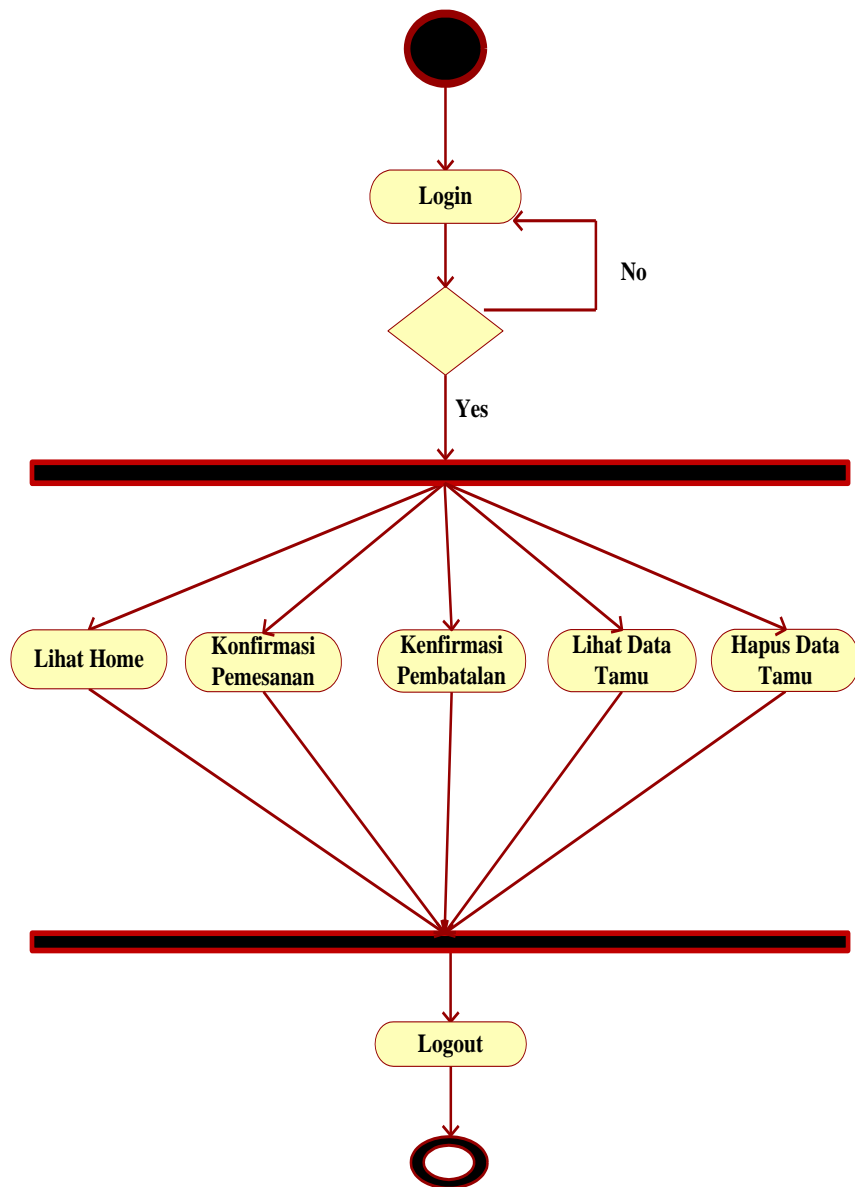 Login
No
Yes
Lihat Home
Konfirmasi
Pemesanan
Kenfirmasi
Pembatalan
Lihat Data
Tamu
Hapus Data
Tamu
Logout